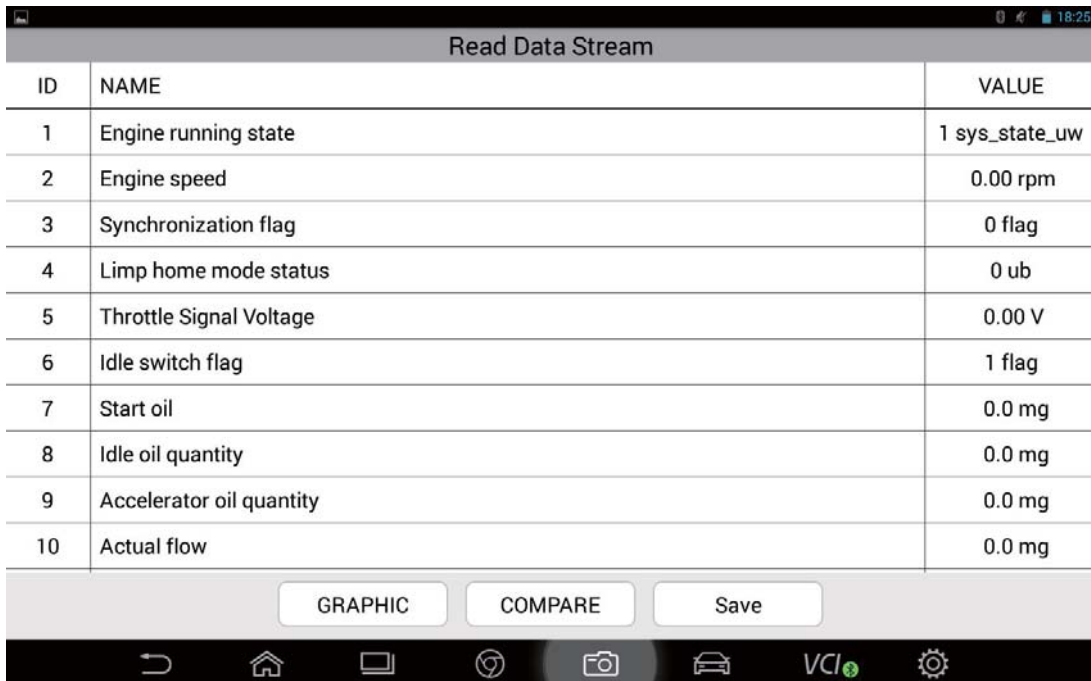 18:25
Read Data Stream
ID NAME VALUE
1 Engine running state 1 sys_state_uw
2 Engine speed 0.00 rpm
3 Synchronization flag 0 flag
4 Limp home mode status 0 ub
5 Throttle Signal Voltage 0.00 V
6 Idle switch flag 1 flag
7 Start oil 0.0 mg
8 Idle oil quantity 0.0 mg
9 Accelerator oil quantity 0.0 mg
10 Actual flow 0.0 mg
GRAPHIC COMPARE Save
VCI